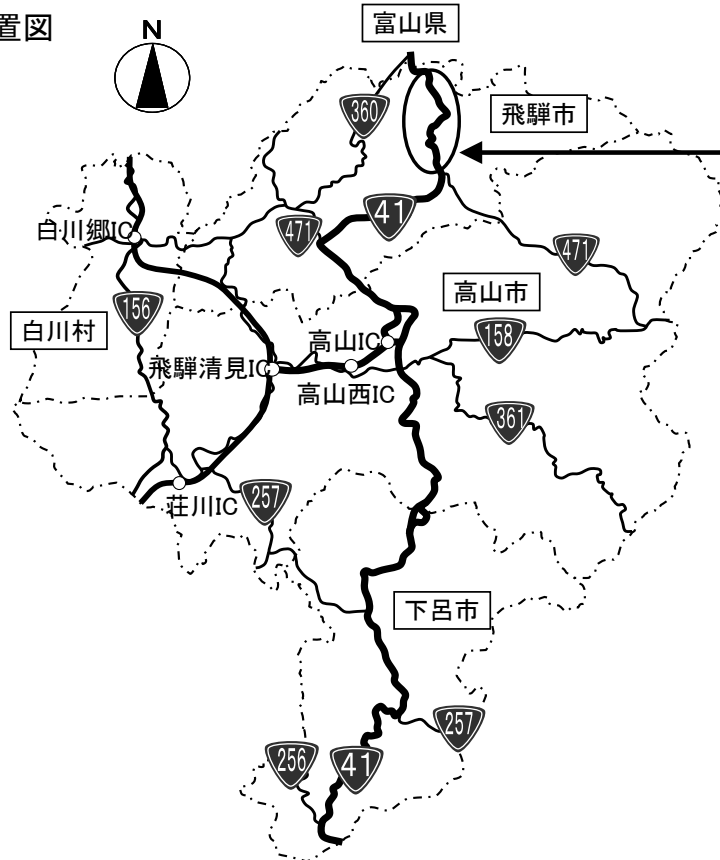 置図
N
富山県
360
飛騨市
41
471
白川郷IC
471
156
高山市
白川村
高山IC
158
飛騨清見IC
高山西IC
361
257
荘川IC
下呂市
257
256
41